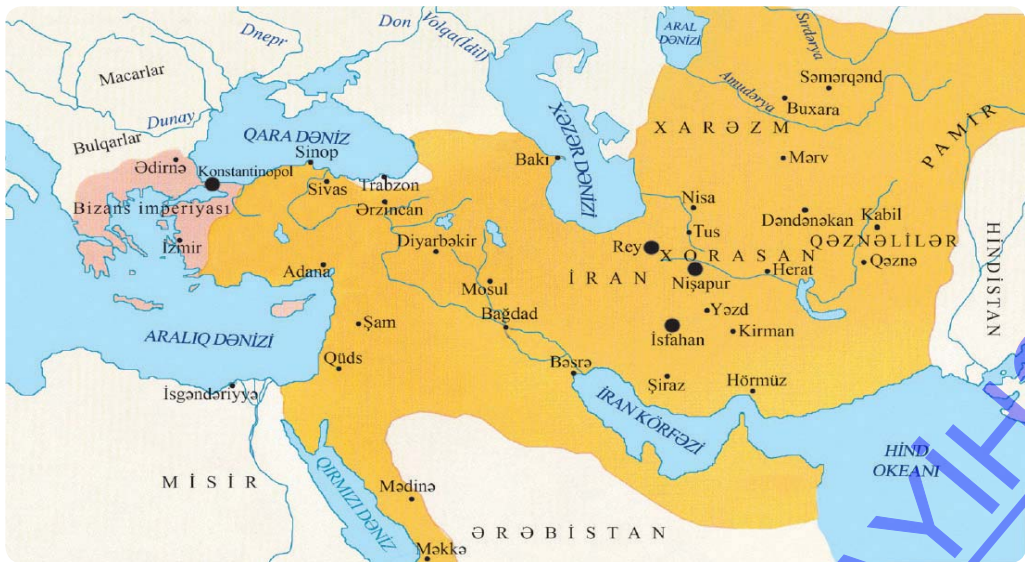 Don
Volqa(İdil)
Dnepr
ARAL
DƏNİZİ
Sırdərya
Macarlar
Səmərqənd
Amudərya
Buxara
Dunay
QARA DƏNİZ
XƏZƏR DƏNİZİ
XARƏZM
PAMİR
Bulqarlar
Sinop
Bakı
Mərv
Ədirnə
Konstantinopol
Sivas
Trabzon
Bizans imperiyası
Ərzincan
Nisa
Dəndənəkan
Kabil
İzmir
Diyarbəkir
Tus
QƏZNƏLİLƏR
HİNDİSTAN
Rey
XORASAN
Adana
İRAN
Herat
Qəznə
Mosul
Nişapur
Şam
Bağdad
Yəzd
ARALIQ DƏNİZİ
İsfahan
Kirman
Qüds
Bəsrə
İsgəndəriyyə
Şiraz
Hörmüz
İRAN KÖRFƏZİ
HİND
OKEANI
MİSİR
QIRMIZI DƏNİZ
Mədinə
ƏRƏBİSTAN
Məkkə